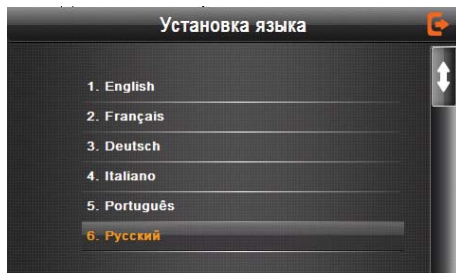 Установка языка
1. English
2. Français
3. Deutsch
4. Italiano
5. Português
6. Русский